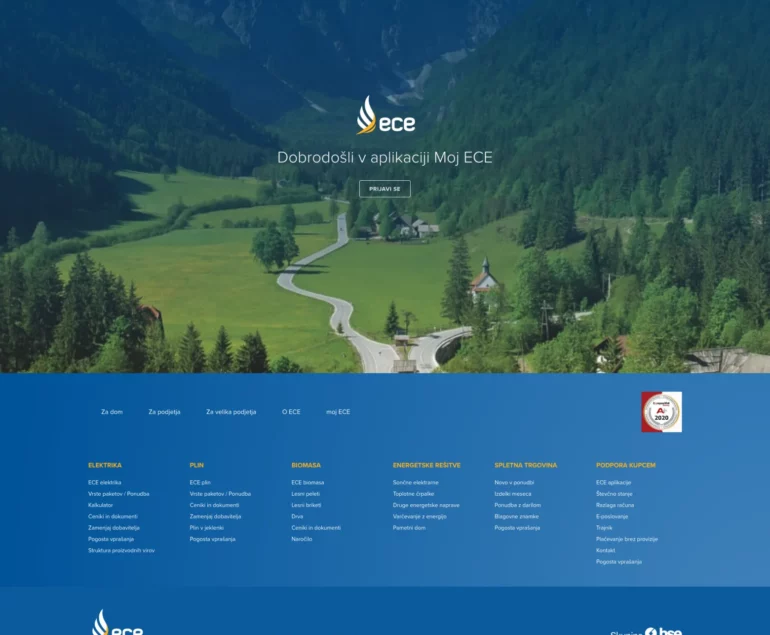 ece
Dobrodošli v aplikaciji Moj ECE
PRIJAVI SE
Za dom
Za podjetja
Za velika podjetja
O ECE
moj ECE
2020
ELEKTRIKA
ECE elektrika
Vrste paketov / Ponudba
Kalkulator
Ceniki in dokumenti
Zamenjaj dobavitelja
Pogosta vprašanja
Struktura proizvodnih virov
PLIN
ECE plin
Vrste paketov / Ponudba
Ceniki in dokumenti
Zamenjaj dobavitelja
Plin v jeklenki
Pogosta vprašanja
BIOMASA
ECE biomasa
Lesni peleti
Lesni briketi
Drva
Ceniki in dokumenti
Naročilo
ENERGETSKE REŠITVE
Sončne elektrarne
Toplotne črpalke
Druge energetske naprave
Varčevanje z energijo
Pametni dom
SPLETNA TRGOVINA
Novo v ponudbi
Izdelki meseca
Ponudba z darilom
Blagovne znamke
Pogosta vprašanja
PODPORA KUPCEM
ECE aplikacije
Števčno stanje
Razlaga računa
E-poslovanje
Trajnik
Plačevanje brez provizije
Kontakt
Pogosta vprašanja
ece
Skupina hse